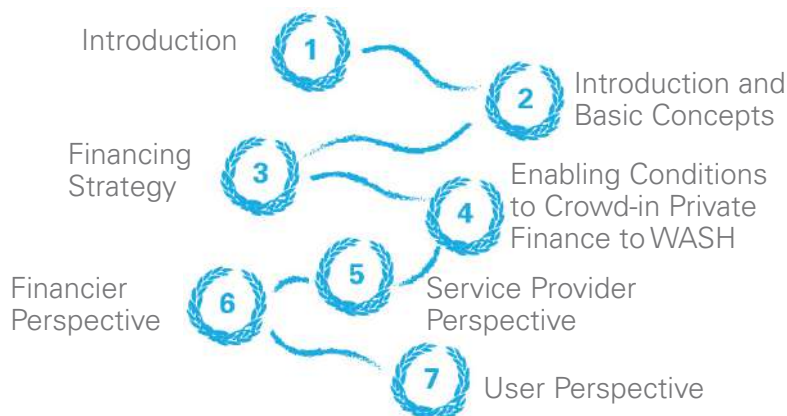 Introduction
1
2
Introduction and
Basic Concepts
Financing
Strategy
3
4
Enabling Conditions
to Crowd-in Private
Finance to WASH
5
Service Provider
Perspective
Financier
Perspective
6
7
User Perspective